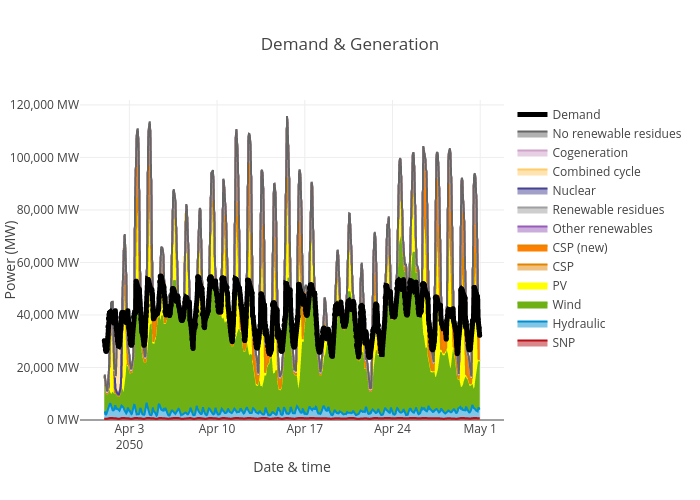 Demand & Generation
Power (MW)
120,000 MW
100,000 MW
80,000 MW
60,000 MW
40,000 MW
20,000 MW
0 MW
Apr 3
2050
Apr 10
Apr 17
Apr 24
May 1
Date & time
Demand
No renewable residues
Cogeneration
Combined cycle
Nuclear
Renewable residues
Other renewables
CSP (new)
CSP
PV
Wind
Hydraulic
SNP